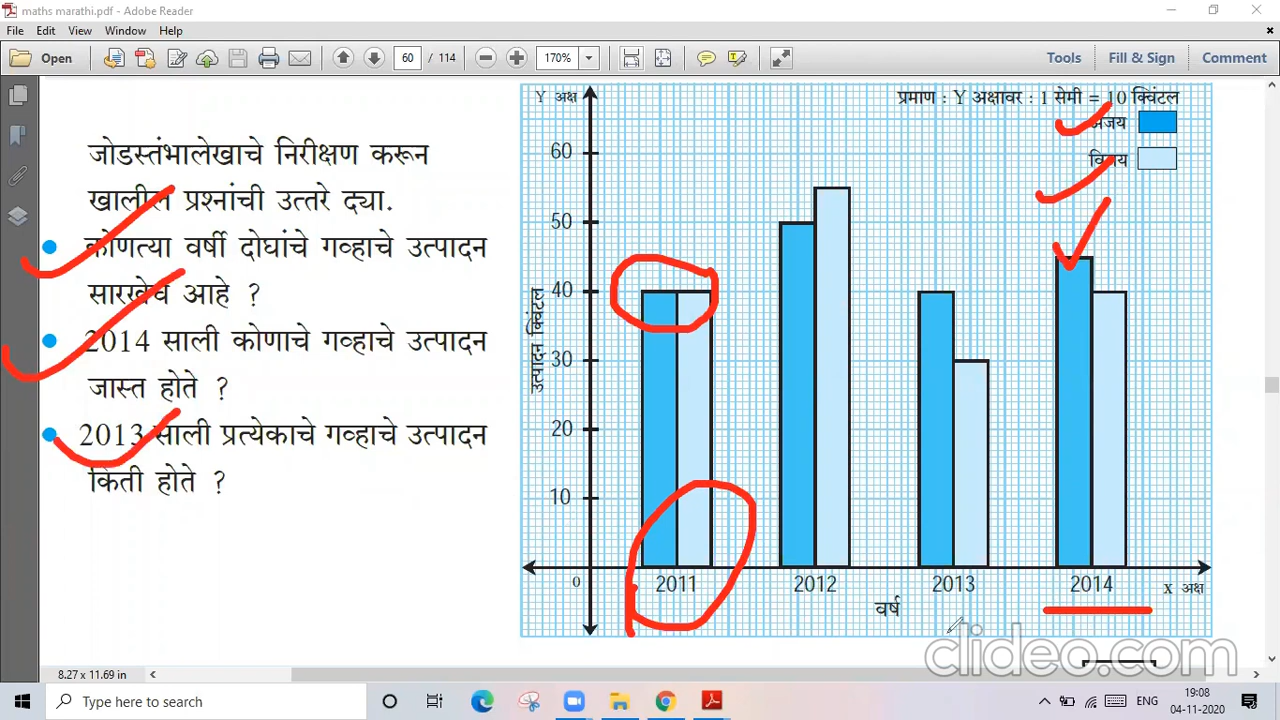 maths marathi.pdf - Adobe Reader
File Edit View Window Help
Open 60 / 114 170% Tools Fill & Sign Comment
जोडस्तंभालेखाचे निरीक्षण करून
खालील प्रश्नांची उत्तरे द्या.
कोणत्या वर्षी दोघांचे गव्हाचे उत्पादन
सारखेच आहे ?
2014 साली कोणाचे गव्हाचे उत्पादन
जास्त होते ?
2013 साली प्रत्येकाचे गव्हाचे उत्पादन
किती होते ?
Y अक्ष
प्रमाण : Y अक्षावर : 1 सेमी = 10 क्विंटल
अजय
विजय
60
50
40
30
20
10
0
उत्पादन क्विंटल
2011 2012 2013 2014
x अक्ष
वर्ष
clideo.com
8.27 x 11.69 in
Type here to search
ENG
19:08
04-11-2020